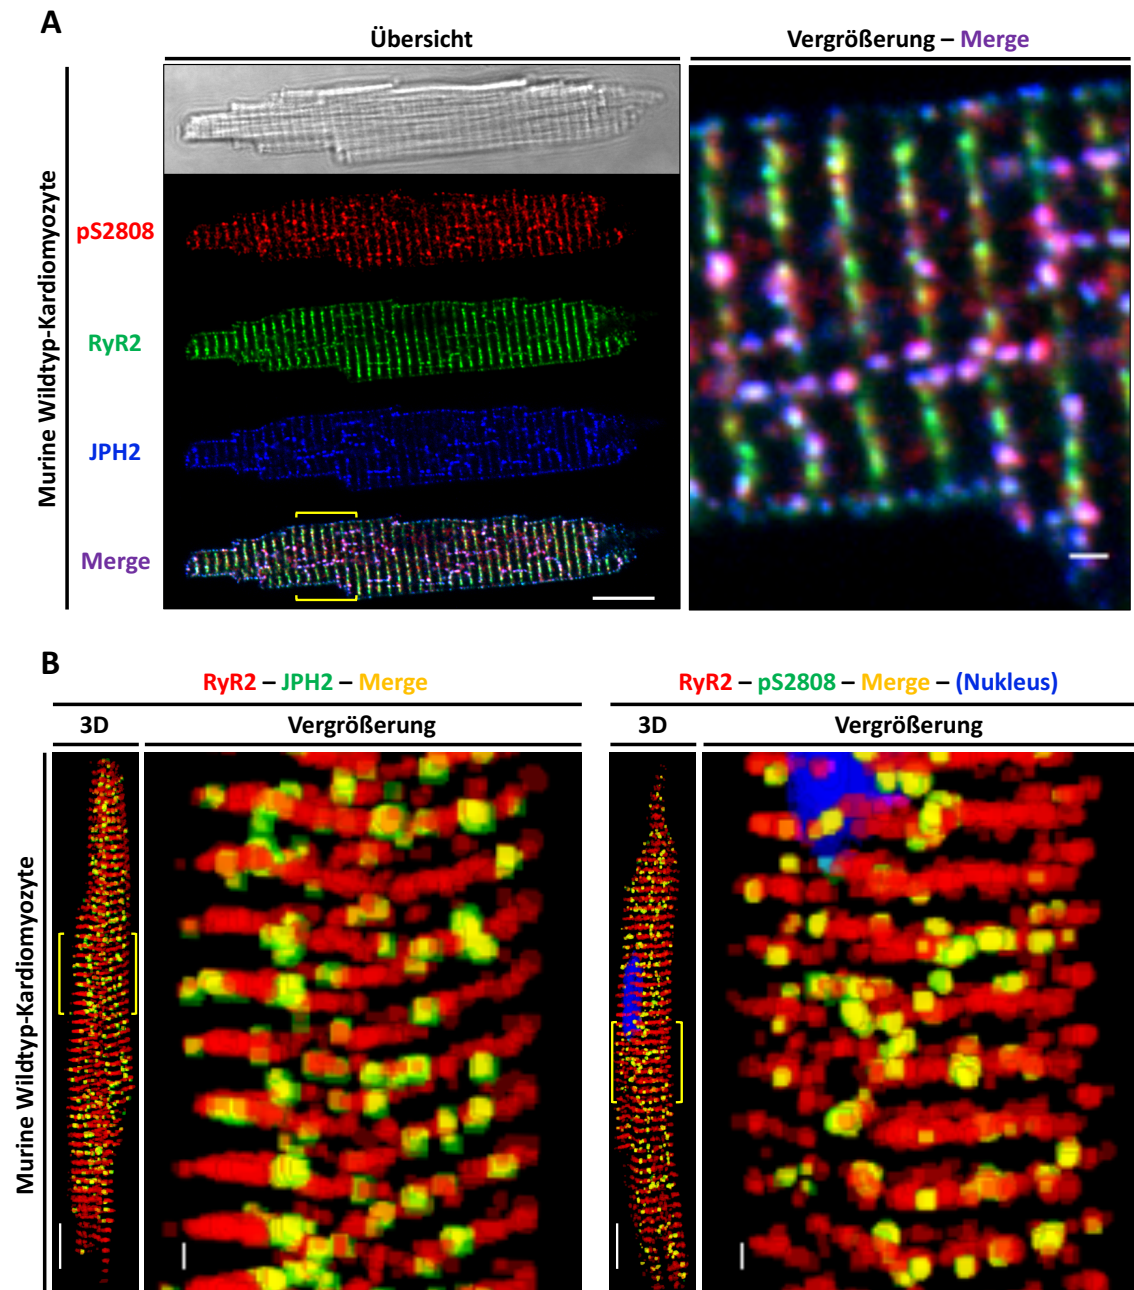 A
Übersicht
Vergrößerung – Merge
Murine Wildtyp-Kardiomyozyte
pS2808
RyR2
JPH2
Merge
B
RyR2 – JPH2 – Merge
RyR2 – pS2808 – Merge – (Nukleus)
3D
Vergrößerung
3D
Vergrößerung
Murine Wildtyp-Kardiomyozyte